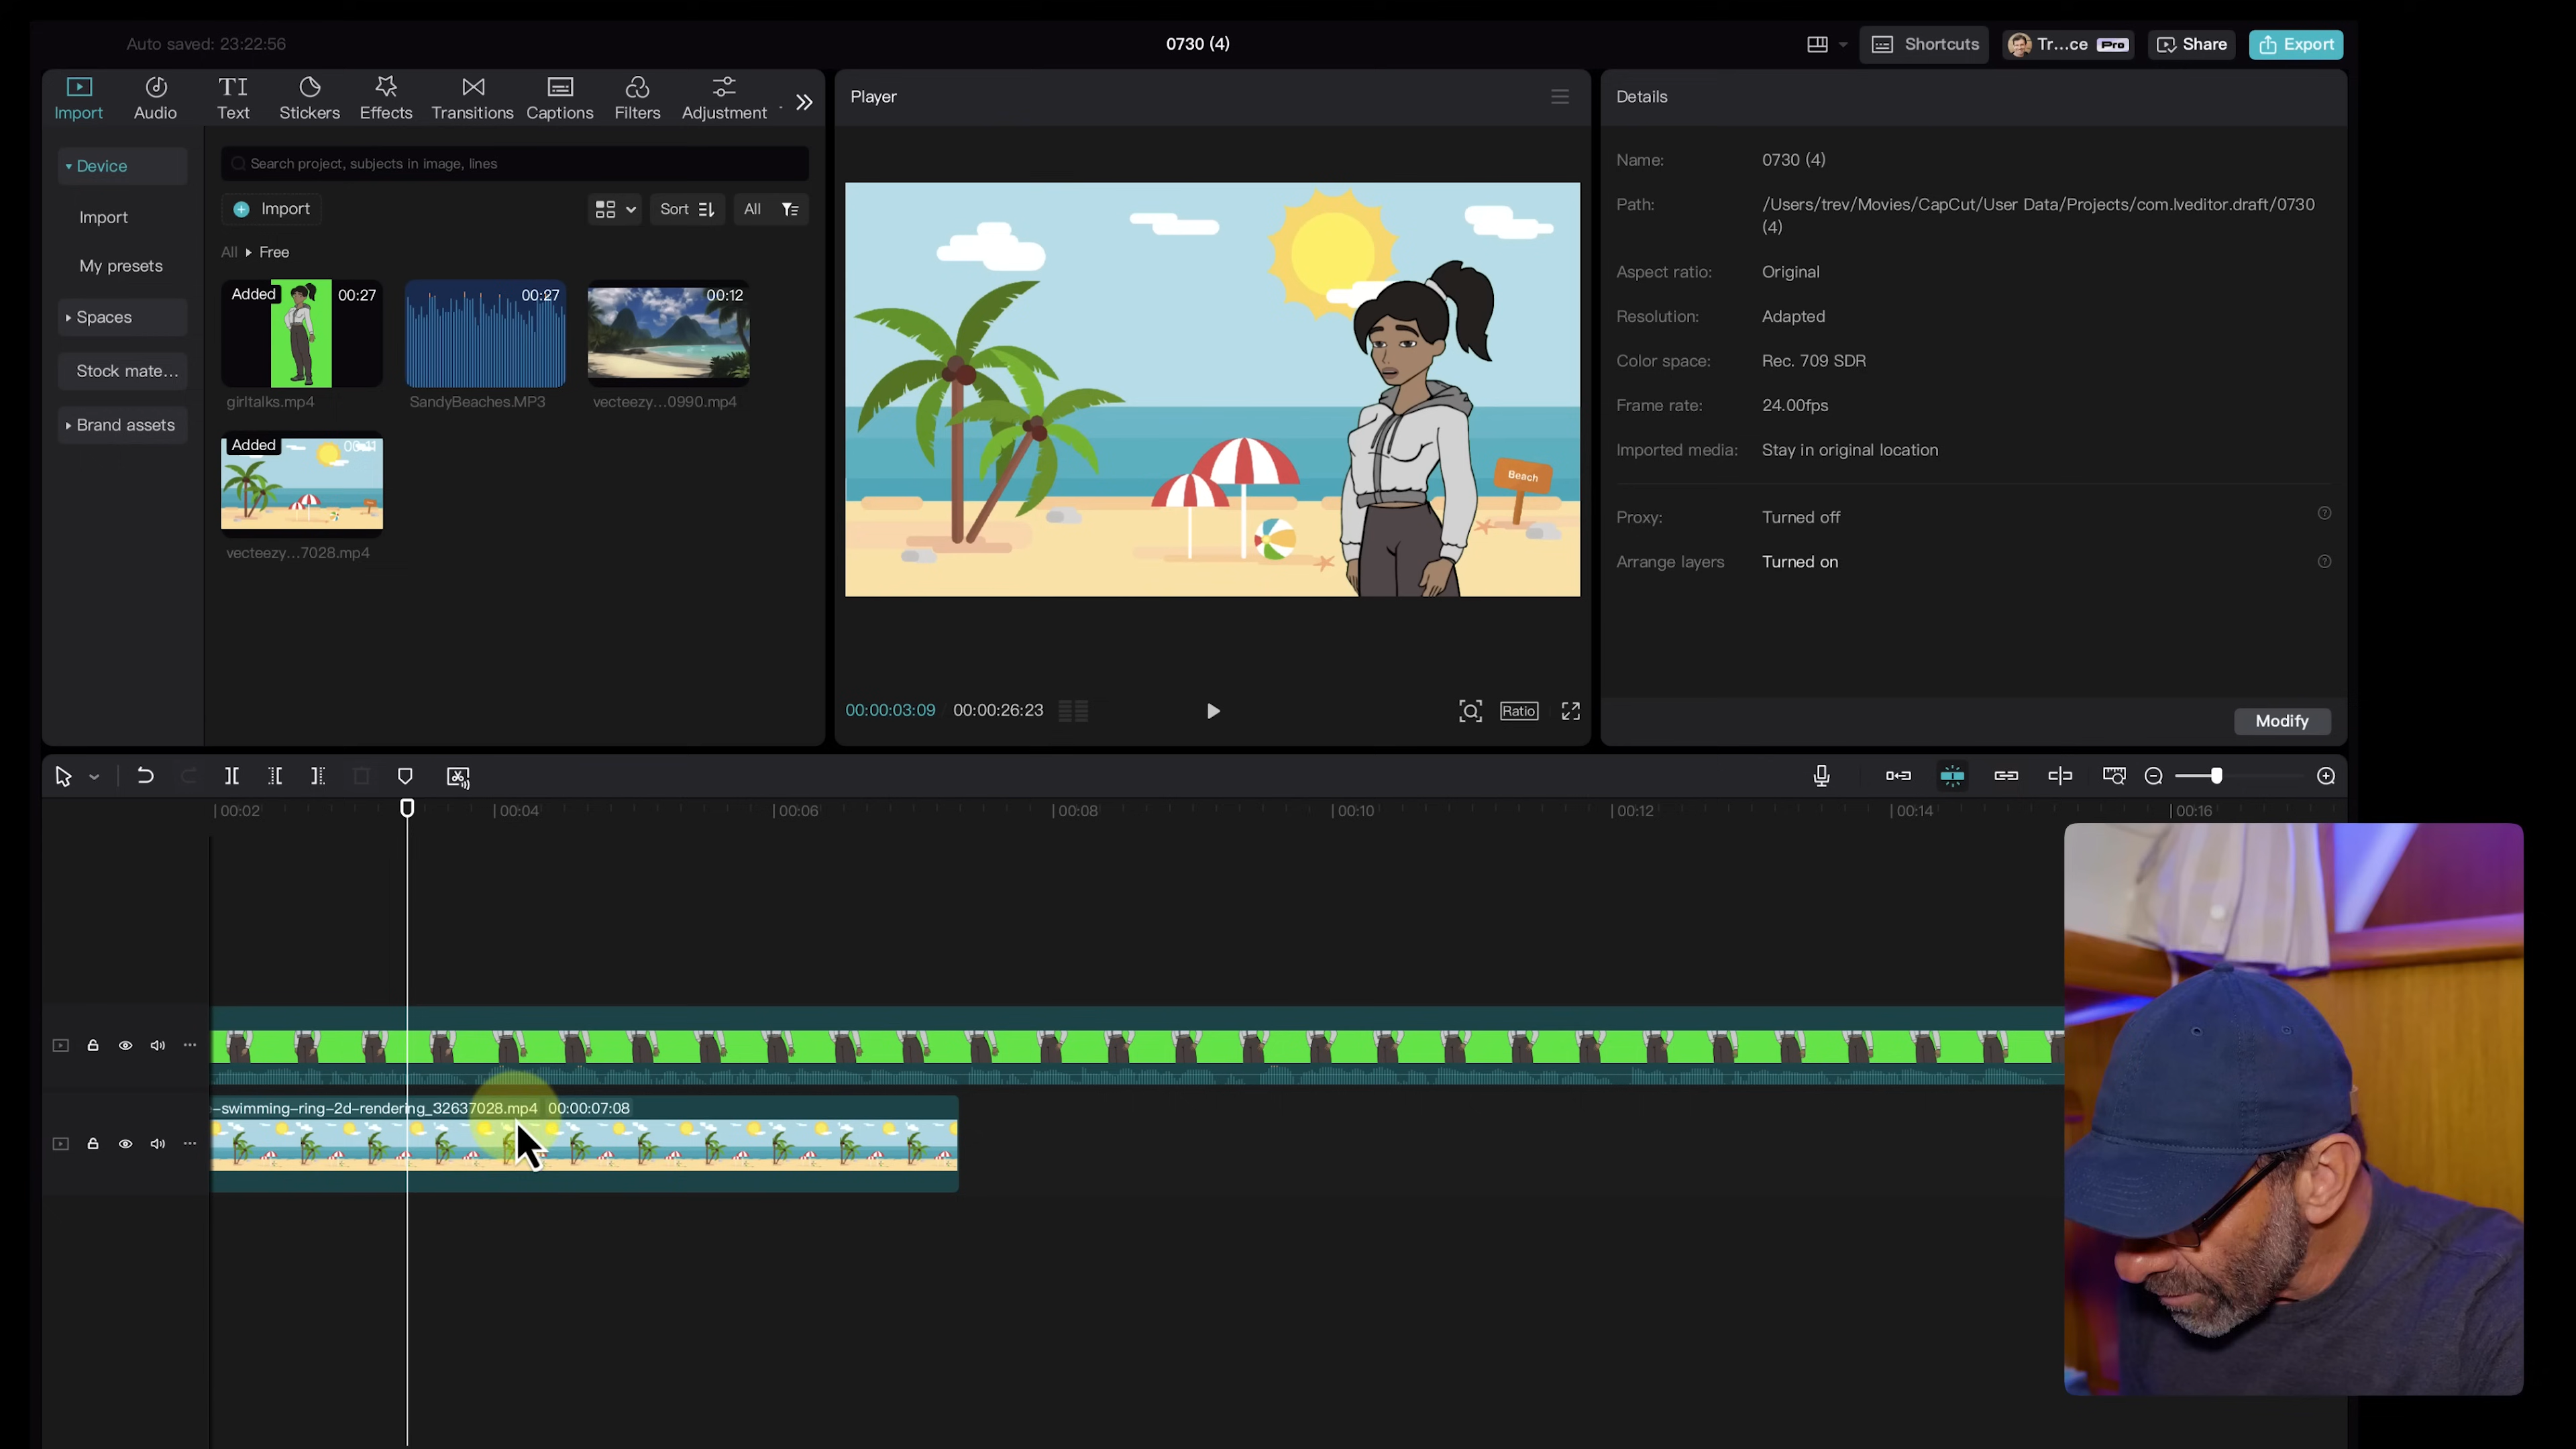 Auto saved: 23:22:56
0730 (4)
Shortcuts
Tr...ce Pro
Share
Export
Import
Audio
TI
Text
Stickers
Effects
Transitions
Captions
Filters
Adjustment
Player
Details
Device
Import
My presets
Spaces
Stock mate...
Brand assets
Search project, subjects in image, lines
Import
Sort
All
All
Free
Added
00:27
girltalks.mp4
00:27
SandyBeaches.MP3
00:12
vecteezy...0990.mp4
Added
00:11
vecteezy...7028.mp4
Beach
00:00:03:09
00:00:26:23
Ratio
Name:
0730 (4)
Path:
/Users/trev/Movies/CapCut/User Data/Projects/com.lveditor.draft/0730
(4)
Aspect ratio:
Original
Resolution:
Adapted
Color space:
Rec. 709 SDR
Frame rate:
24.00fps
Imported media:
Stay in original location
Proxy:
Turned off
Arrange layers
Turned on
Modify
00:02
00:04
00:06
00:08
00:10
00:12
00:14
00:16
-swimming-ring-2d-rendering_32637028.mp4 00:00:07:08